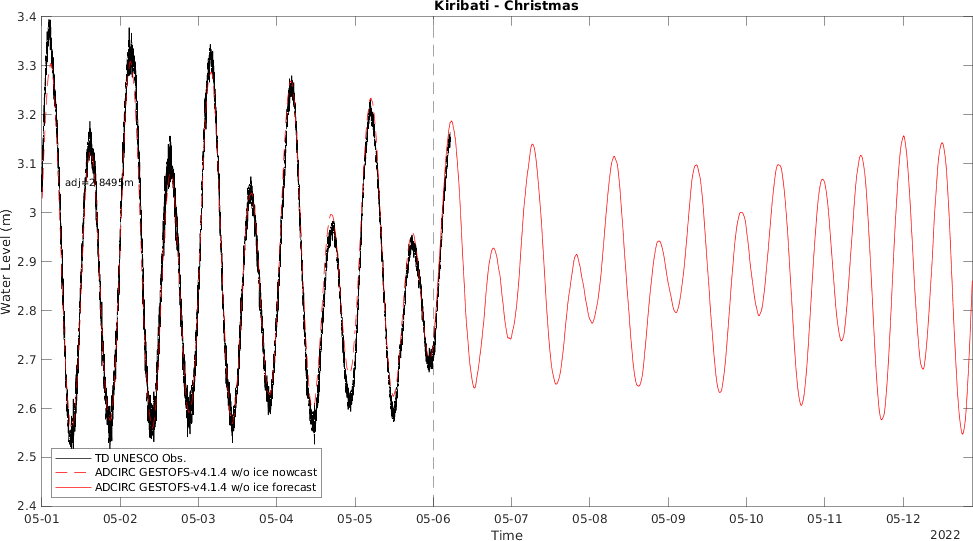 Kiribati - Christmas
3.4
3.3
3.2
3.1
3
2.9
2.8
2.7
2.6
2.5
2.4
Water Level (m)
adj=2.8495m
TD UNESCO Obs.
ADCIRC GESTOFS-v4.1.4 w/o ice nowcast
ADCIRC GESTOFS-v4.1.4 w/o ice forecast
05-01 05-02 05-03 05-04 05-05 05-06 05-07 05-08 05-09 05-10 05-11 05-12
Time
2022